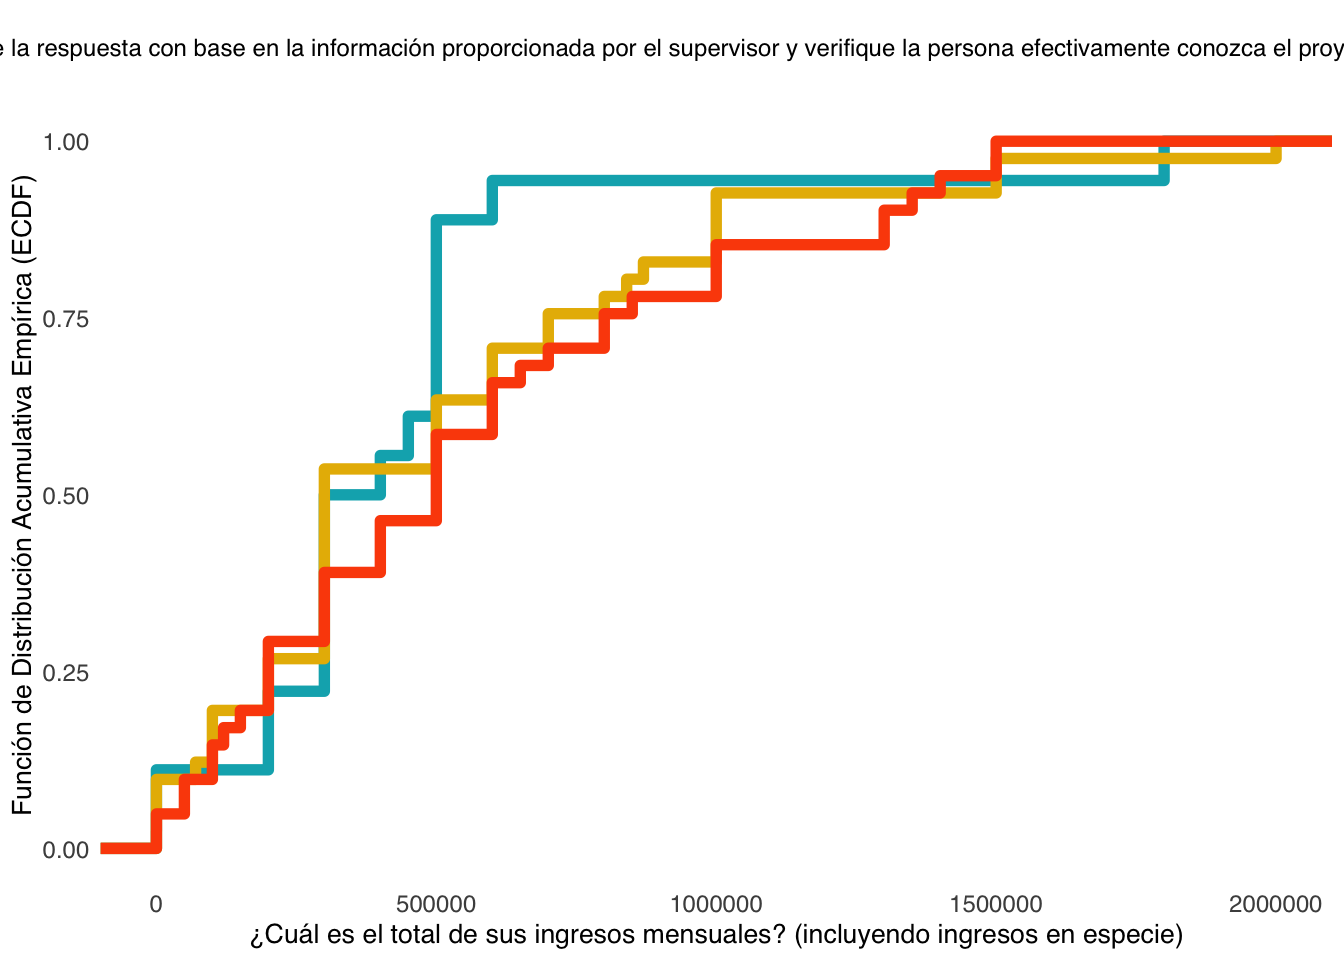 e la respuesta con base en la información proporcionada por el supervisor y verifique la persona efectivamente conozca el proy
1.00
0.75
0.50
0.25
0.00
Función de Distribución Acumulativa Empírica (ECDF)
0 500000 1000000 1500000 2000000
¿Cuál es el total de sus ingresos mensuales? (incluyendo ingresos en especie)